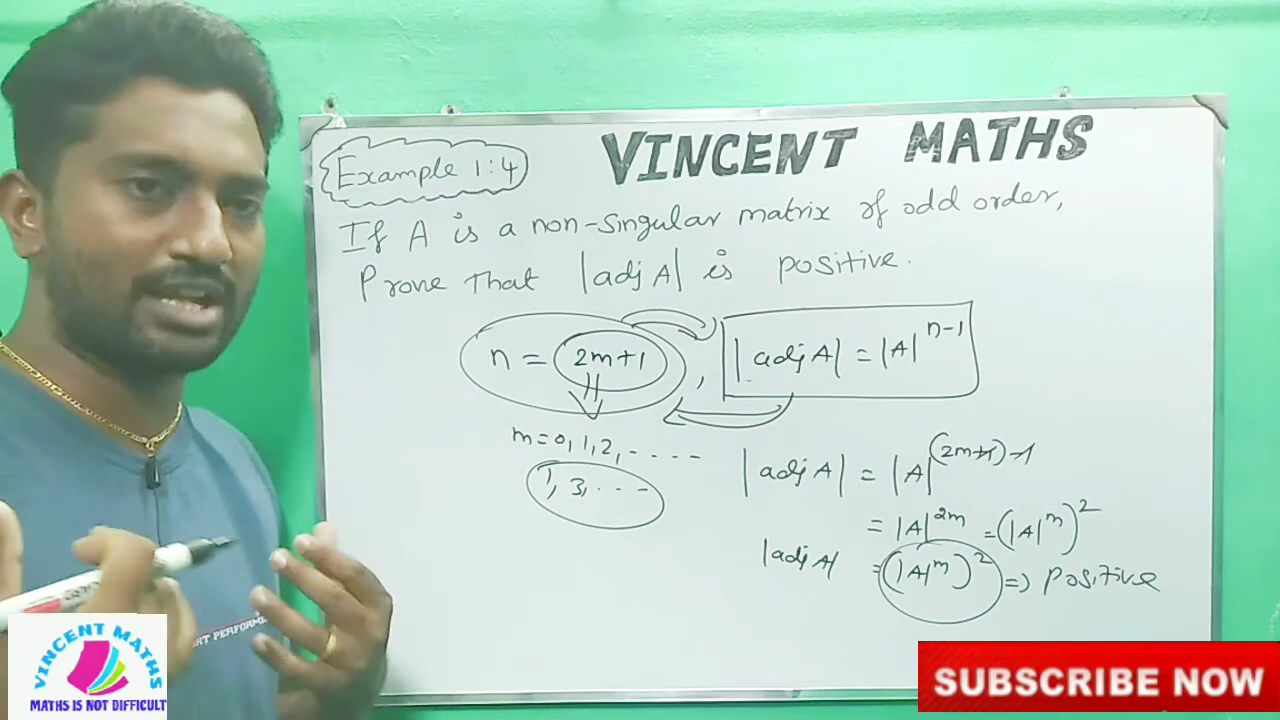 VINCENT MATHS
Example 1:4
If A is a non-singular matrix of odd order,
Prove that |adj A| is positive.
n = 2m+1 , |adj A| = |A|^{n-1}
m=0,1,2,.....
1, 3, ...
|adj A| = |A|^{(2m+1)-1}
= |A|^{2m} = (|A|^m)^2
|adj A| = (|A|^m)^2 => positive
ART PERFORM
VINCENT MATHS
MATHS IS NOT DIFFICULT
SUBSCRIBE NOW